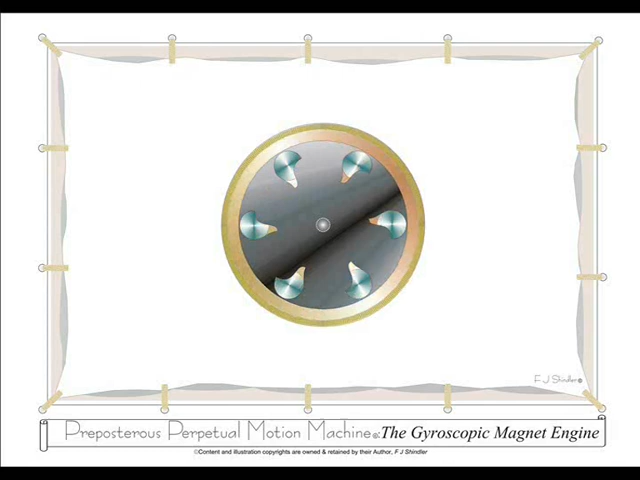 F J Shindler©
Preposterous Perpetual Motion Machine©:The Gyroscopic Magnet Engine
©Content and illustration copyrights are owned & retained by their Author, F J Shindler